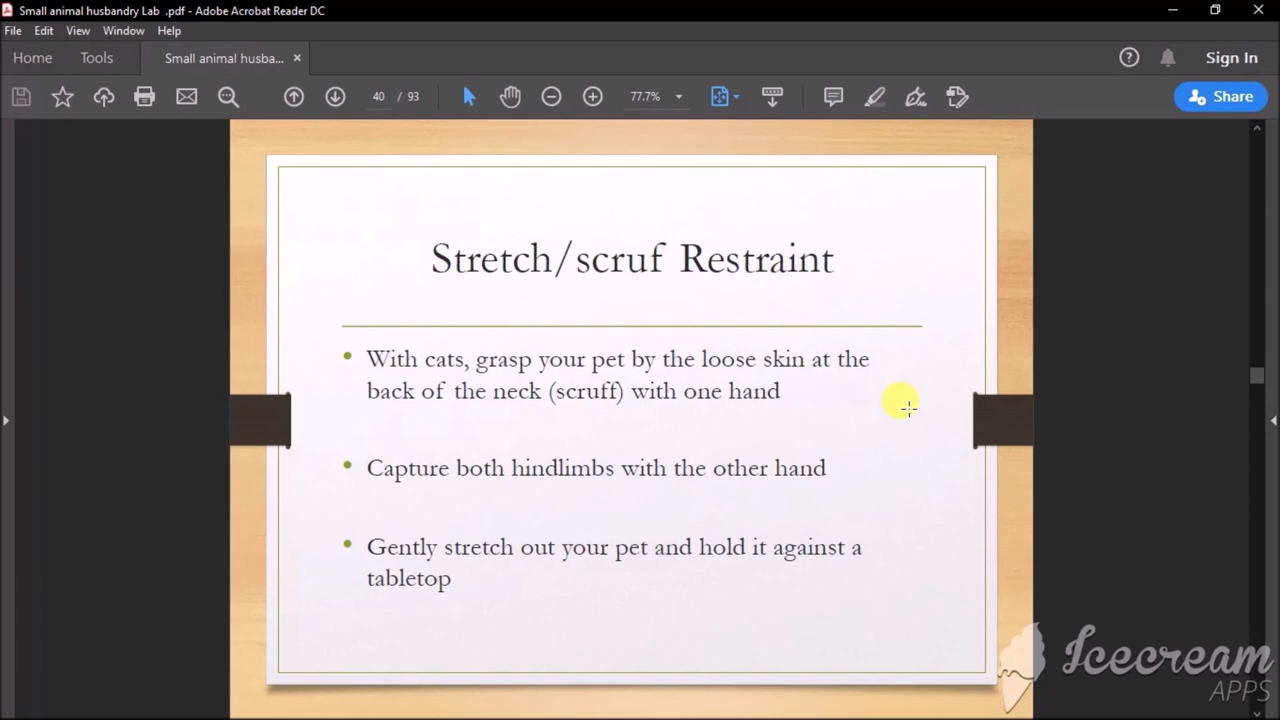 Small animal husbandry Lab .pdf - Adobe Acrobat Reader DC
File Edit View Window Help
Home Tools Small animal husba... Sign In
40 / 93 77.7% Share
Stretch/scruf Restraint
• With cats, grasp your pet by the loose skin at the
back of the neck (scruff) with one hand
• Capture both hindlimbs with the other hand
• Gently stretch out your pet and hold it against a
tabletop
Icecream
APPS